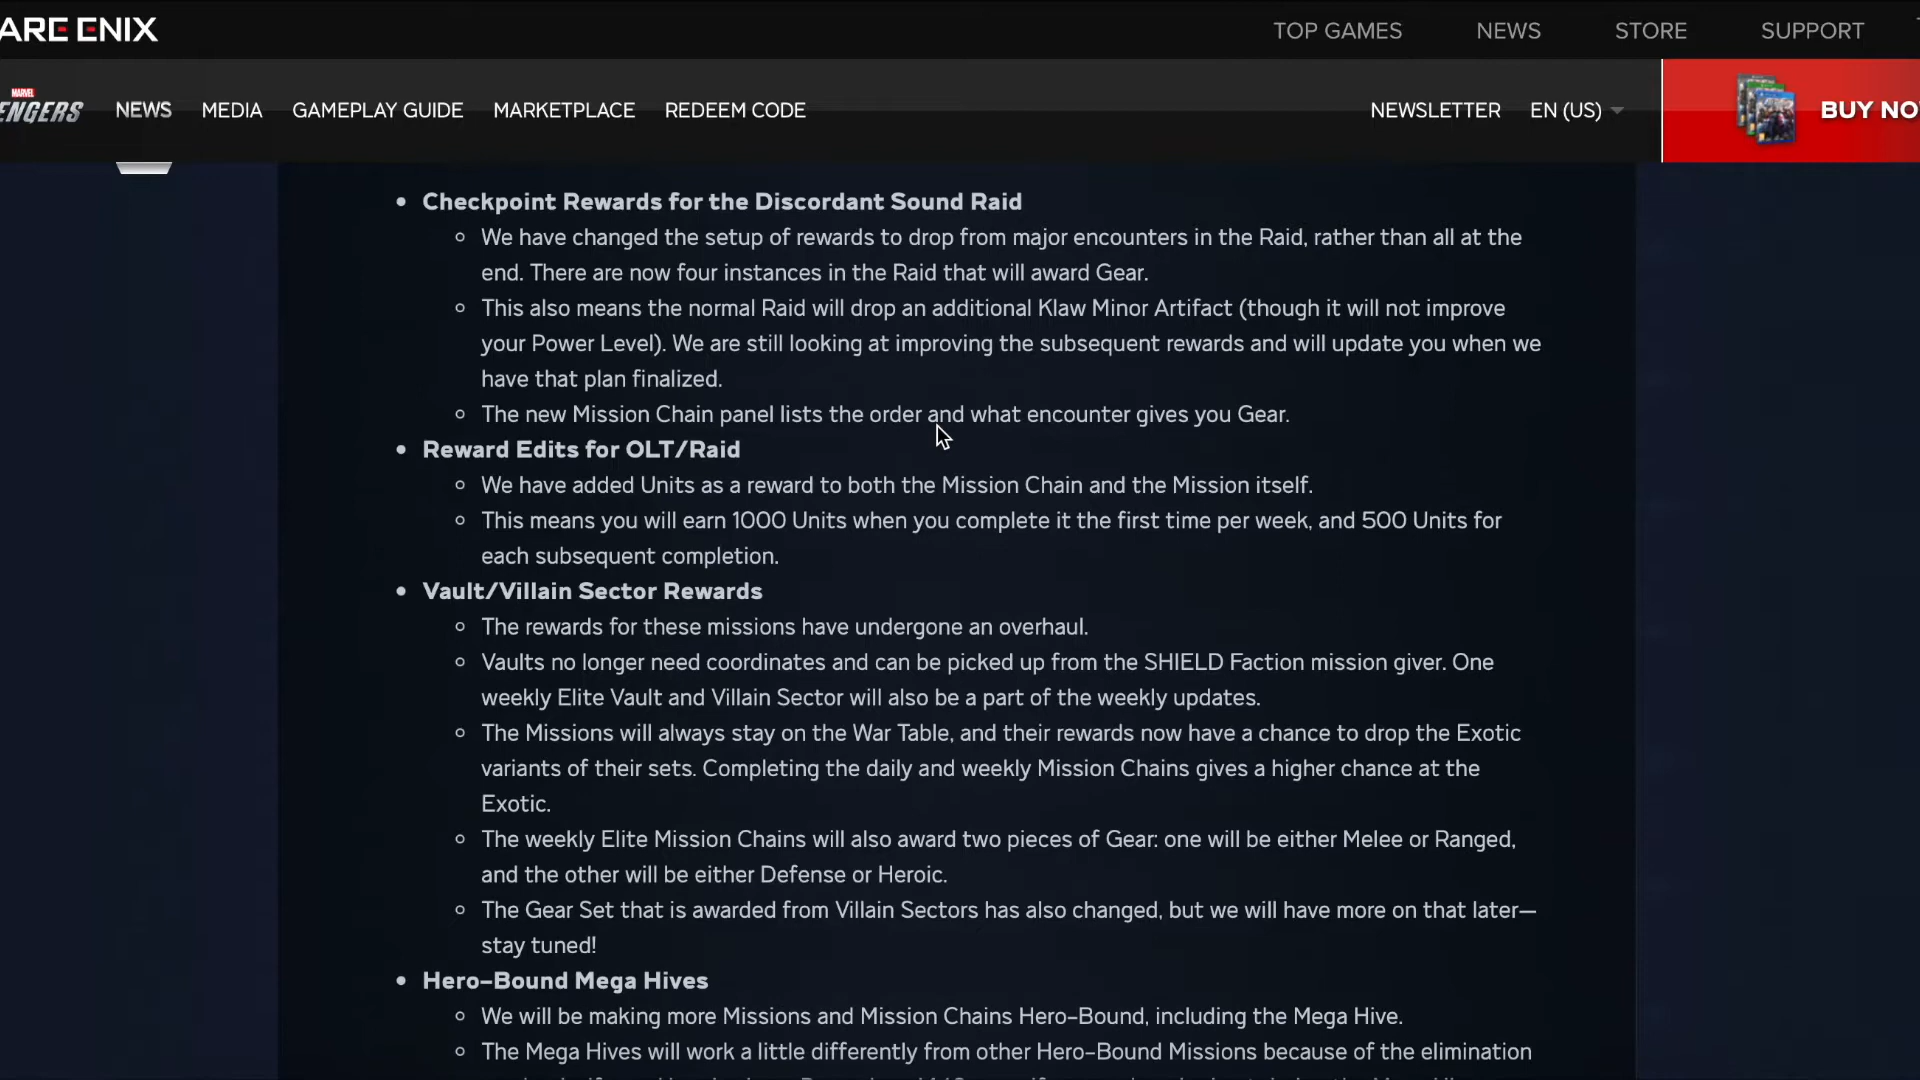 ARE ENIX
TOP GAMES NEWS STORE SUPPORT
MARVEL
ENGERS
NEWS MEDIA GAMEPLAY GUIDE MARKETPLACE REDEEM CODE NEWSLETTER EN (US) BUY NO
Checkpoint Rewards for the Discordant Sound Raid
We have changed the setup of rewards to drop from major encounters in the Raid, rather than all at the
end. There are now four instances in the Raid that will award Gear.
This also means the normal Raid will drop an additional Klaw Minor Artifact (though it will not improve
your Power Level). We are still looking at improving the subsequent rewards and will update you when we
have that plan finalized.
The new Mission Chain panel lists the order and what encounter gives you Gear.
Reward Edits for OLT/Raid
We have added Units as a reward to both the Mission Chain and the Mission itself.
This means you will earn 1000 Units when you complete it the first time per week, and 500 Units for
each subsequent completion.
Vault/Villain Sector Rewards
The rewards for these missions have undergone an overhaul.
Vaults no longer need coordinates and can be picked up from the SHIELD Faction mission giver. One
weekly Elite Vault and Villain Sector will also be a part of the weekly updates.
The Missions will always stay on the War Table, and their rewards now have a chance to drop the Exotic
variants of their sets. Completing the daily and weekly Mission Chains gives a higher chance at the
Exotic.
The weekly Elite Mission Chains will also award two pieces of Gear: one will be either Melee or Ranged,
and the other will be either Defense or Heroic.
The Gear Set that is awarded from Villain Sectors has also changed, but we will have more on that later—
stay tuned!
Hero-Bound Mega Hives
We will be making more Missions and Mission Chains Hero-Bound, including the Mega Hive.
The Mega Hives will work a little differently from other Hero-Bound Missions because of the elimination